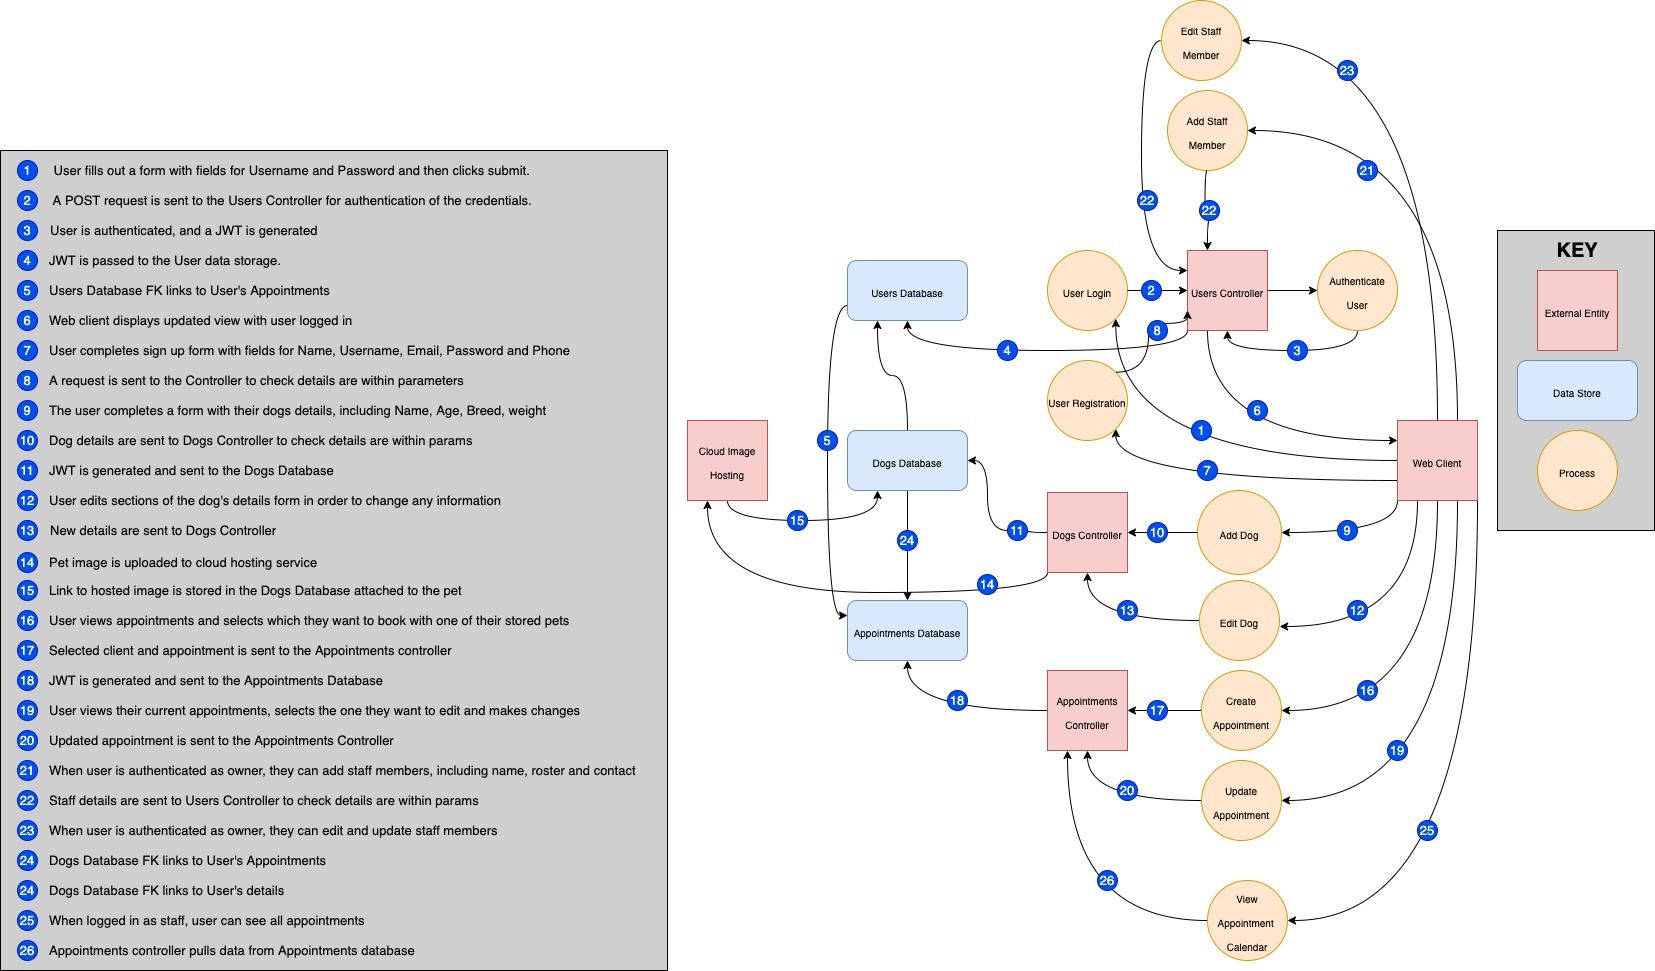 1 User fills out a form with fields for Username and Password and then clicks submit.
2 A POST request is sent to the Users Controller for authentication of the credentials.
3 User is authenticated, and a JWT is generated
4 JWT is passed to the User data storage.
5 Users Database FK links to User's Appointments
6 Web client displays updated view with user logged in
7 User completes sign up form with fields for Name, Username, Email, Password and Phone
8 A request is sent to the Controller to check details are within parameters
9 The user completes a form with their dogs details, including Name, Age, Breed, weight
10 Dog details are sent to Dogs Controller to check details are within params
11 JWT is generated and sent to the Dogs Database
12 User edits sections of the dog's details form in order to change any information
13 New details are sent to Dogs Controller
14 Pet image is uploaded to cloud hosting service
15 Link to hosted image is stored in the Dogs Database attached to the pet
16 User views appointments and selects which they want to book with one of their stored pets
17 Selected client and appointment is sent to the Appointments controller
18 JWT is generated and sent to the Appointments Database
19 User views their current appointments, selects the one they want to edit and makes changes
20 Updated appointment is sent to the Appointments Controller
21 When user is authenticated as owner, they can add staff members, including name, roster and contact
22 Staff details are sent to Users Controller to check details are within params
23 When user is authenticated as owner, they can edit and update staff members
24 Dogs Database FK links to User's Appointments
24 Dogs Database FK links to User's details
25 When logged in as staff, user can see all appointments
26 Appointments controller pulls data from Appointments database
Edit Staff
Member
23
Add Staff
Member
21
22
22
Users Database
User Login
2
Users Controller
Authenticate
User
8
4
3
User Registration
6
1
7
5
Cloud Image
Hosting
Dogs Database
Web Client
15
24
11
Dogs Controller
10
Add Dog
9
14
13
Edit Dog
12
Appointments Database
18
Appointments
Controller
17
Create
Appointment
16
19
20
Update
Appointment
25
26
View
Appointment
Calendar
KEY
External Entity
Data Store
Process